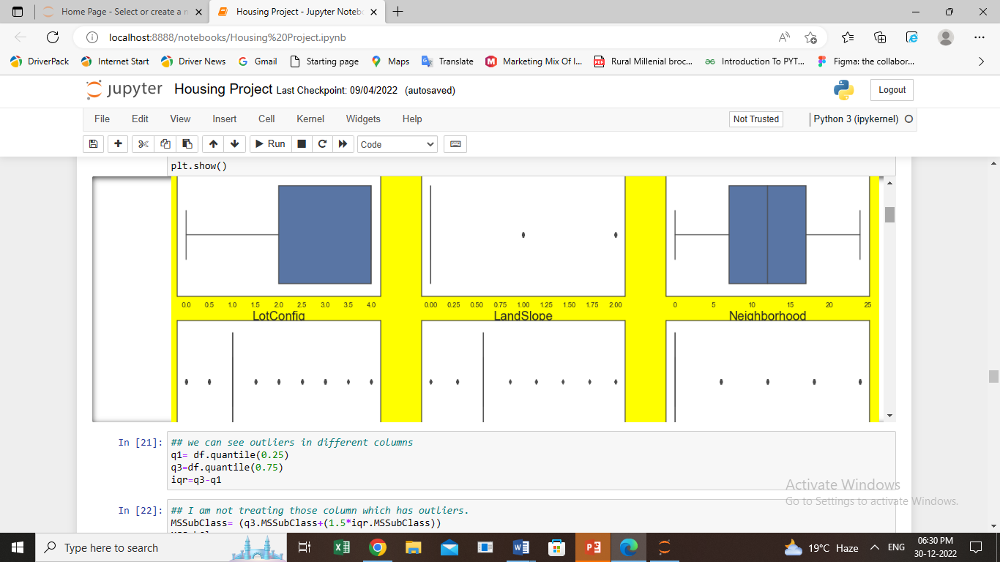 Home Page - Select or create a n
Housing Project - Jupyter Noteb
localhost:8888/notebooks/Housing%20Project.ipynb
DriverPack
Internet Start
Driver News
Gmail
Starting page
Maps
Translate
Marketing Mix Of I...
Rural Millenial broc...
Introduction To PYT...
Figma: the collabor...
jupyter Housing Project Last Checkpoint: 09/04/2022 (autosaved)
Logout
File Edit View Insert Cell Kernel Widgets Help
Not Trusted
Python 3 (ipykernel)
Run
Code
plt.show()
0.0 0.5 1.0 1.5 2.0 2.5 3.0 3.5 4.0
LotConfig
0.00 0.25 0.50 0.75 1.00 1.25 1.50 1.75 2.00
LandSlope
0 5 10 15 20 25
Neighborhood
In [21]: ## we can see outliers in different columns
q1= df.quantile(0.25)
q3=df.quantile(0.75)
iqr=q3-q1
In [22]: ## I am not treating those column which has outliers.
MSSubClass= (q3.MSSubClass+(1.5*iqr.MSSubClass))
Activate Windows
Go to Settings to activate Windows.
Type here to search
19°C Haze
ENG
06:30 PM
30-12-2022